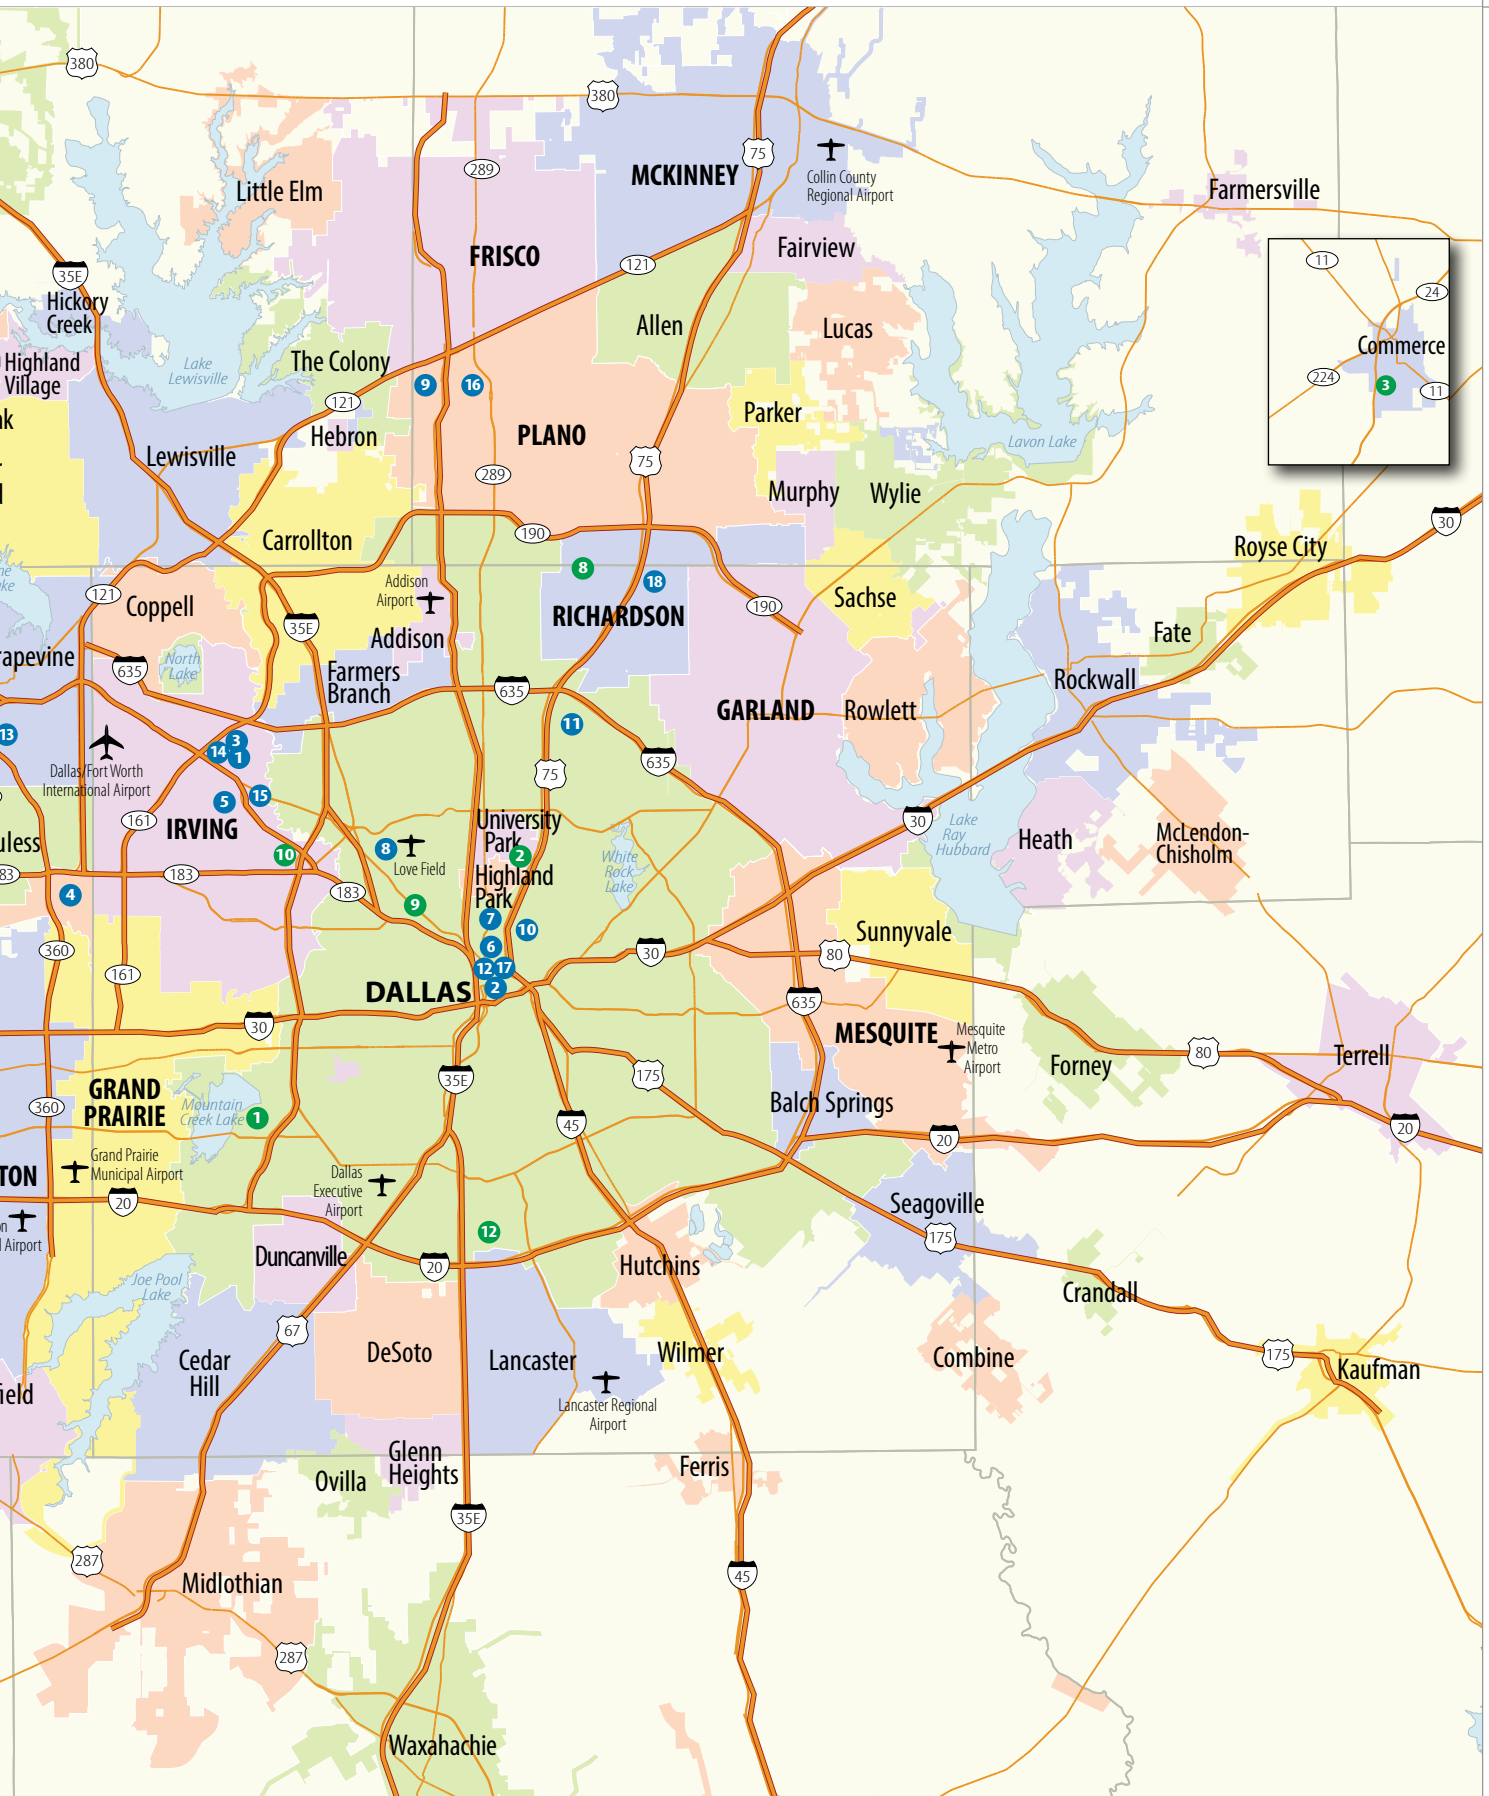 380
380
75
289
MCKINNEY
Collin County
Regional Airport
Little Elm
Farmersville
FRISCO
Fairview
121
35E
Hickory
Creek
11
24
Commerce
224
3
11
Allen
Lucas
Highland
Village
Lake
Lewisville
The Colony
9
16
121
Parker
Hebron
PLANO
Lavon Lake
Lewisville
75
289
Murphy
Wylie
30
190
Carrollton
Royse City
8
18
Addison
Airport
121
Coppell
190
Sachse
RICHARDSON
35E
Addison
Fate
rapevine
North
Lake
635
Farmers
Branch
635
Rockwall
GARLAND
Rowlett
13
11
3
14
1
635
75
Dallas/Fort Worth
International Airport
5
15
161
IRVING
University
Park
30
Lake
Ray
Hubbard
Heath
McLendon-
Chisholm
uless
10
8
2
Love Field
Highland
Park
White
Rock
Lake
83
183
183
4
9
7
10
Sunnyvale
360
6
30
80
161
12
17
2
DALLAS
635
30
MESQUITE
Mesquite
Metro
Airport
80
Terrell
Forney
35E
175
GRAND
PRAIRIE
360
Mountain
Creek Lake
1
45
Balch Springs
20
20
Grand Prairie
Municipal Airport
TON
Dallas
Executive
Airport
20
Seagoville
n
l Airport
12
175
Duncanville
20
Hutchins
Joe Pool
Lake
Crandall
67
Cedar
Hill
DeSoto
Lancaster
Wilmer
Combine
175
Kaufman
ield
Lancaster Regional
Airport
Glenn
Heights
Ovilla
Ferris
35E
287
45
Midlothian
287
Waxahachie